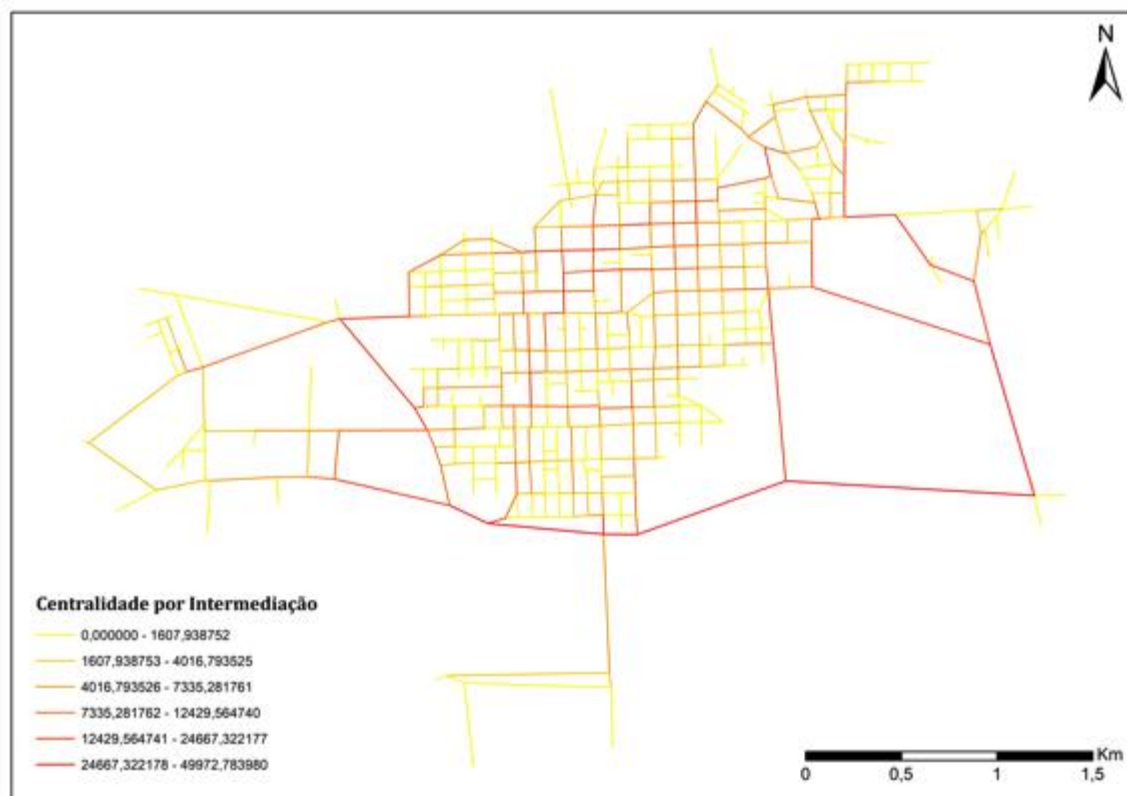 N
Centralidade por Intermediação
0,000000 - 1607,938752
1607,938753 - 4016,793525
4016,793526 - 7335,281761
7335,281762 - 12429,564740
12429,564741 - 24667,322177
24667,322178 - 49972,783980
Km
0 0,5 1 1,5